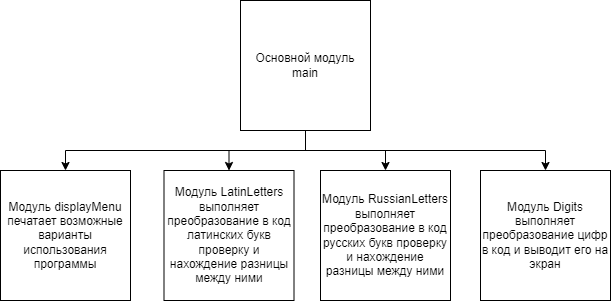 Основной модуль
main
Модуль displayMenu
печатает возможные
варианты
использования
программы
Модуль LatinLetters
выполняет
преобразование в код
латинских букв
проверку и
нахождение разницы
между ними
Модуль RussianLetters
выполняет
преобразование в код
русских букв проверку
и нахождение
разницы между ними
Модуль Digits
выполняет
преобразование цифр
в код и выводит его на
экран